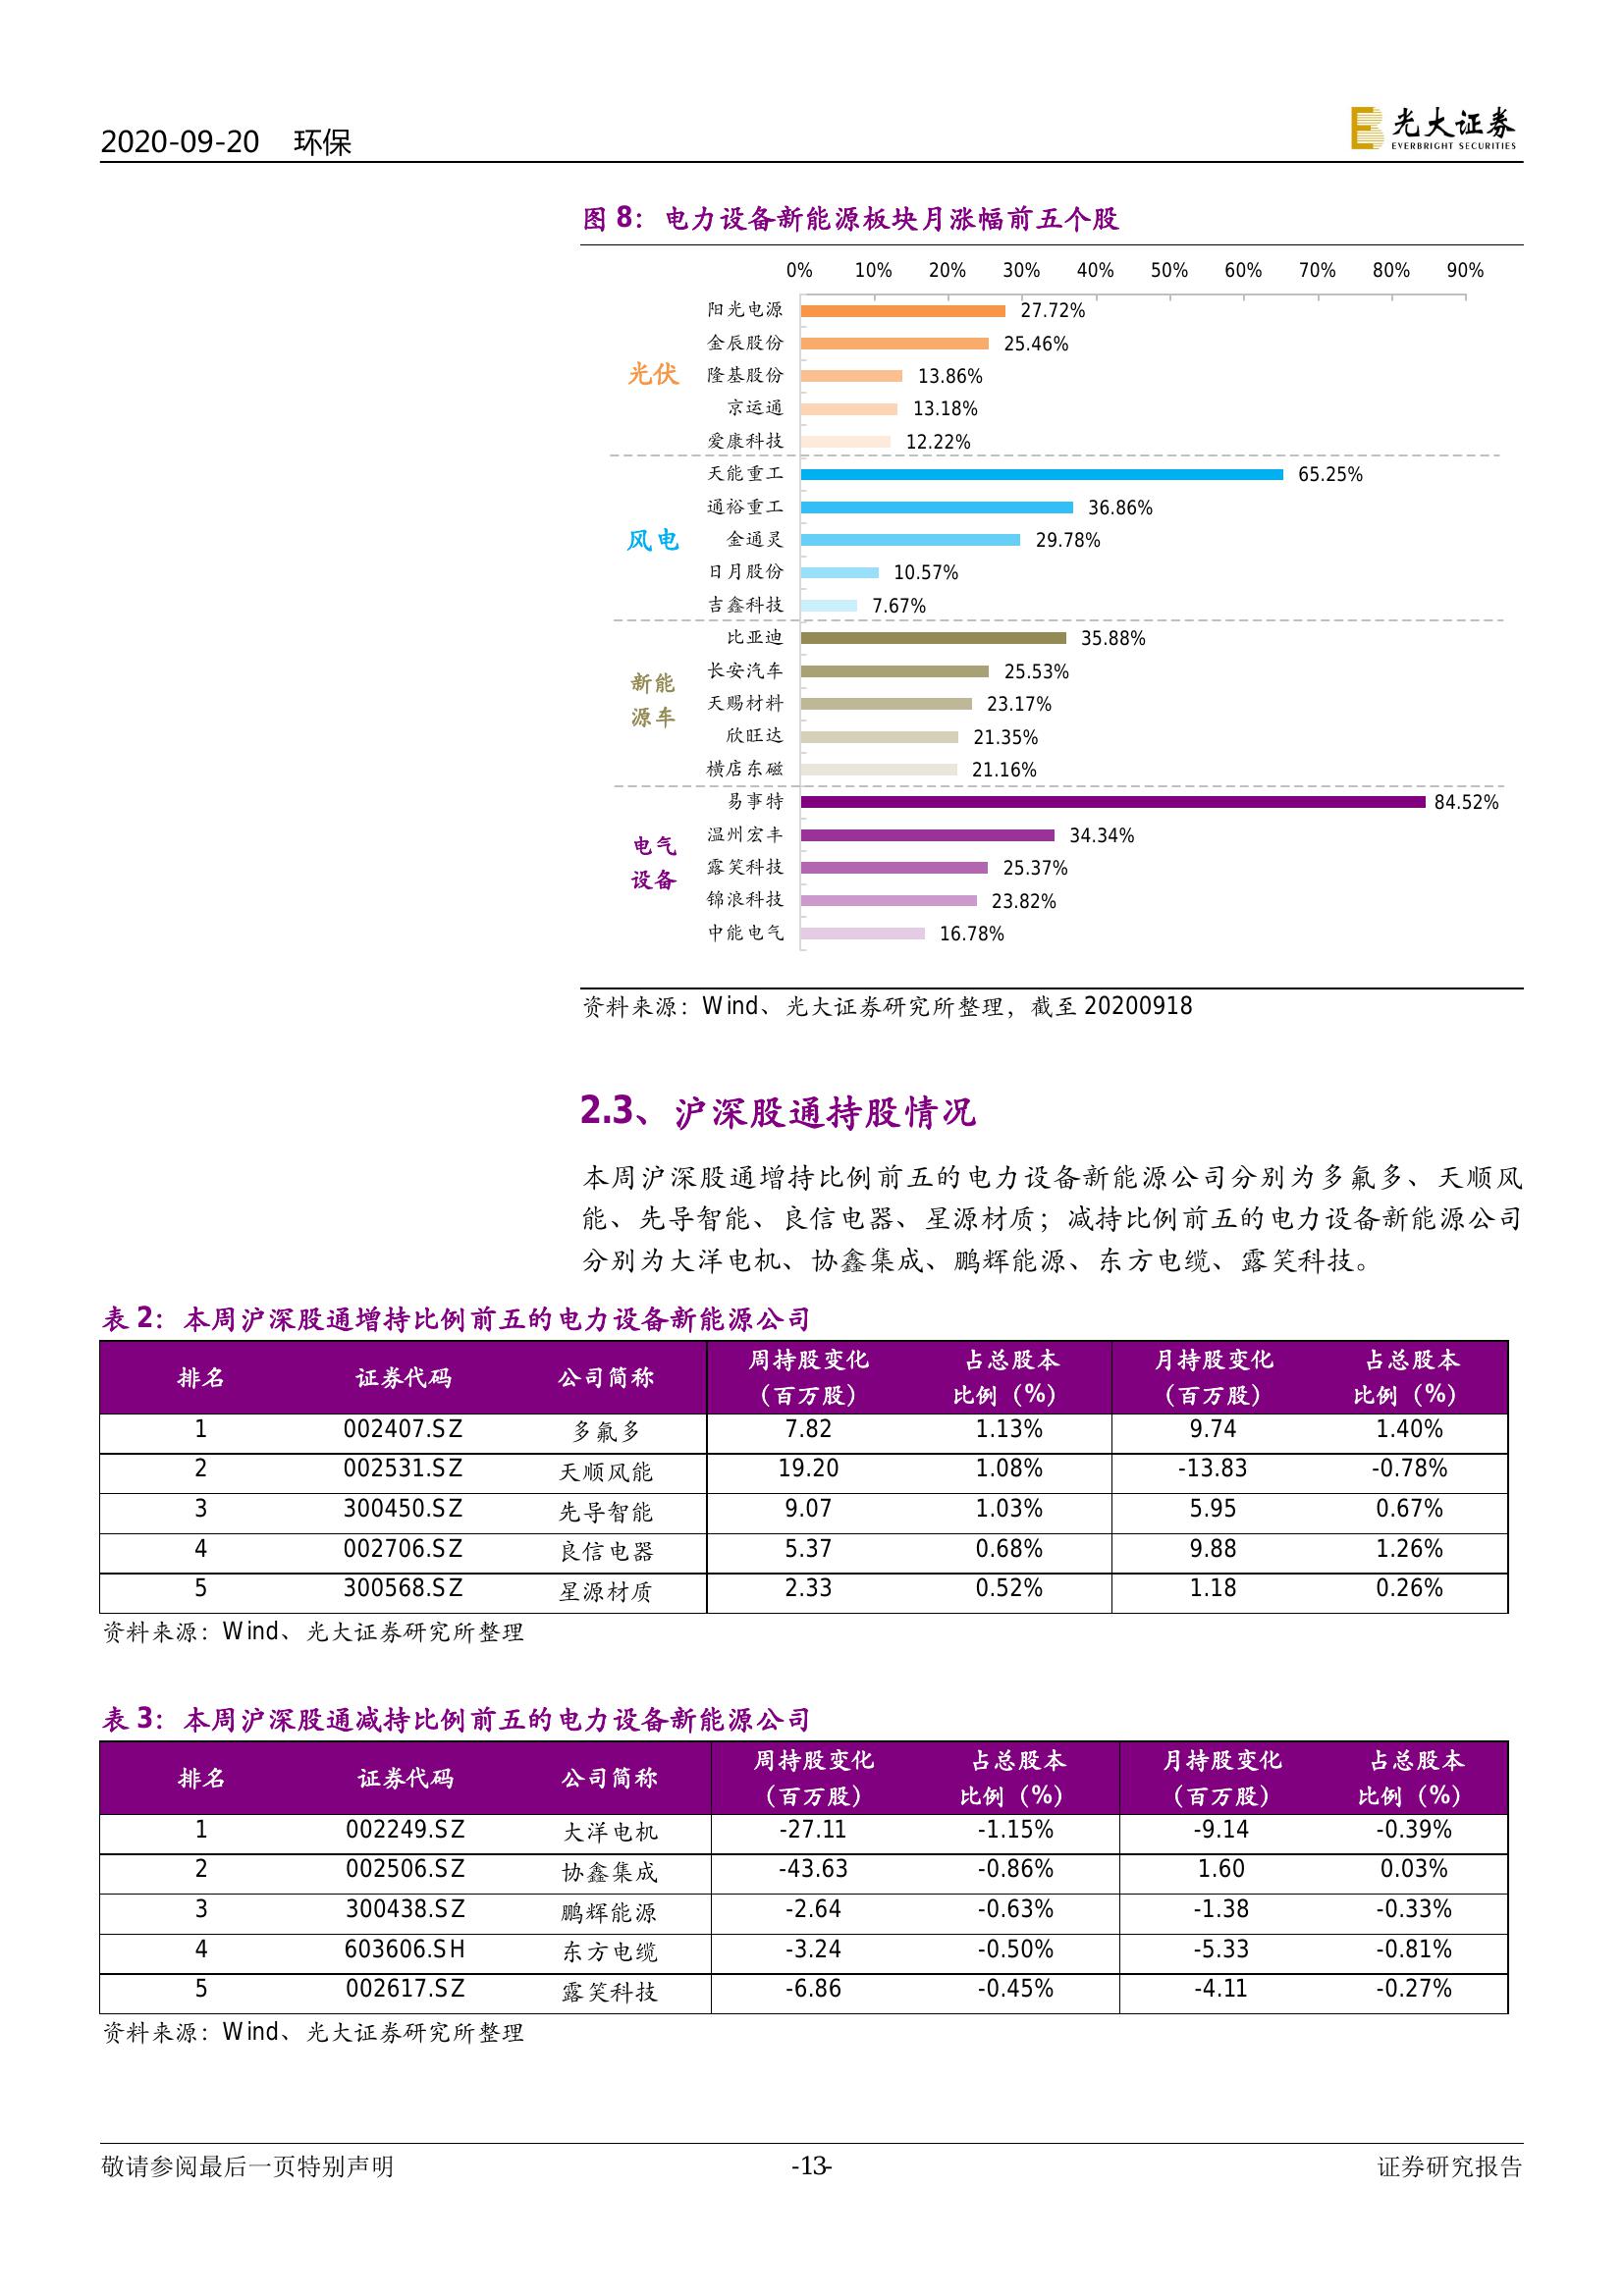 2020-09-20 环保
光大证券
EVERBRIGHT SECURITIES
图 8：电力设备新能源板块月涨幅前五个股
0% 10% 20% 30% 40% 50% 60% 70% 80% 90%
光伏
阳光电源 27.72%
金辰股份 25.46%
隆基股份 13.86%
京运通 13.18%
爱康科技 12.22%
风电
天能重工 65.25%
通裕重工 36.86%
金通灵 29.78%
日月股份 10.57%
吉鑫科技 7.67%
新能
源车
比亚迪 35.88%
长安汽车 25.53%
天赐材料 23.17%
欣旺达 21.35%
横店东磁 21.16%
电气
设备
易事特 84.52%
温州宏丰 34.34%
露笑科技 25.37%
锦浪科技 23.82%
中能电气 16.78%
资料来源：Wind、光大证券研究所整理，截至 20200918
2.3、沪深股通持股情况
本周沪深股通增持比例前五的电力设备新能源公司分别为多氟多、天顺风
能、先导智能、良信电器、星源材质；减持比例前五的电力设备新能源公司
分别为大洋电机、协鑫集成、鹏辉能源、东方电缆、露笑科技。
表 2：本周沪深股通增持比例前五的电力设备新能源公司
排名 证券代码 公司简称 周持股变化 占总股本 月持股变化 占总股本
（百万股） 比例（%） （百万股） 比例（%）
1 002407.SZ 多氟多 7.82 1.13% 9.74 1.40%
2 002531.SZ 天顺风能 19.20 1.08% -13.83 -0.78%
3 300450.SZ 先导智能 9.07 1.03% 5.95 0.67%
4 002706.SZ 良信电器 5.37 0.68% 9.88 1.26%
5 300568.SZ 星源材质 2.33 0.52% 1.18 0.26%
资料来源：Wind、光大证券研究所整理
表 3：本周沪深股通减持比例前五的电力设备新能源公司
排名 证券代码 公司简称 周持股变化 占总股本 月持股变化 占总股本
（百万股） 比例（%） （百万股） 比例（%）
1 002249.SZ 大洋电机 -27.11 -1.15% -9.14 -0.39%
2 002506.SZ 协鑫集成 -43.63 -0.86% 1.60 0.03%
3 300438.SZ 鹏辉能源 -2.64 -0.63% -1.38 -0.33%
4 603606.SH 东方电缆 -3.24 -0.50% -5.33 -0.81%
5 002617.SZ 露笑科技 -6.86 -0.45% -4.11 -0.27%
资料来源：Wind、光大证券研究所整理
敬请参阅最后一页特别声明 -13- 证券研究报告